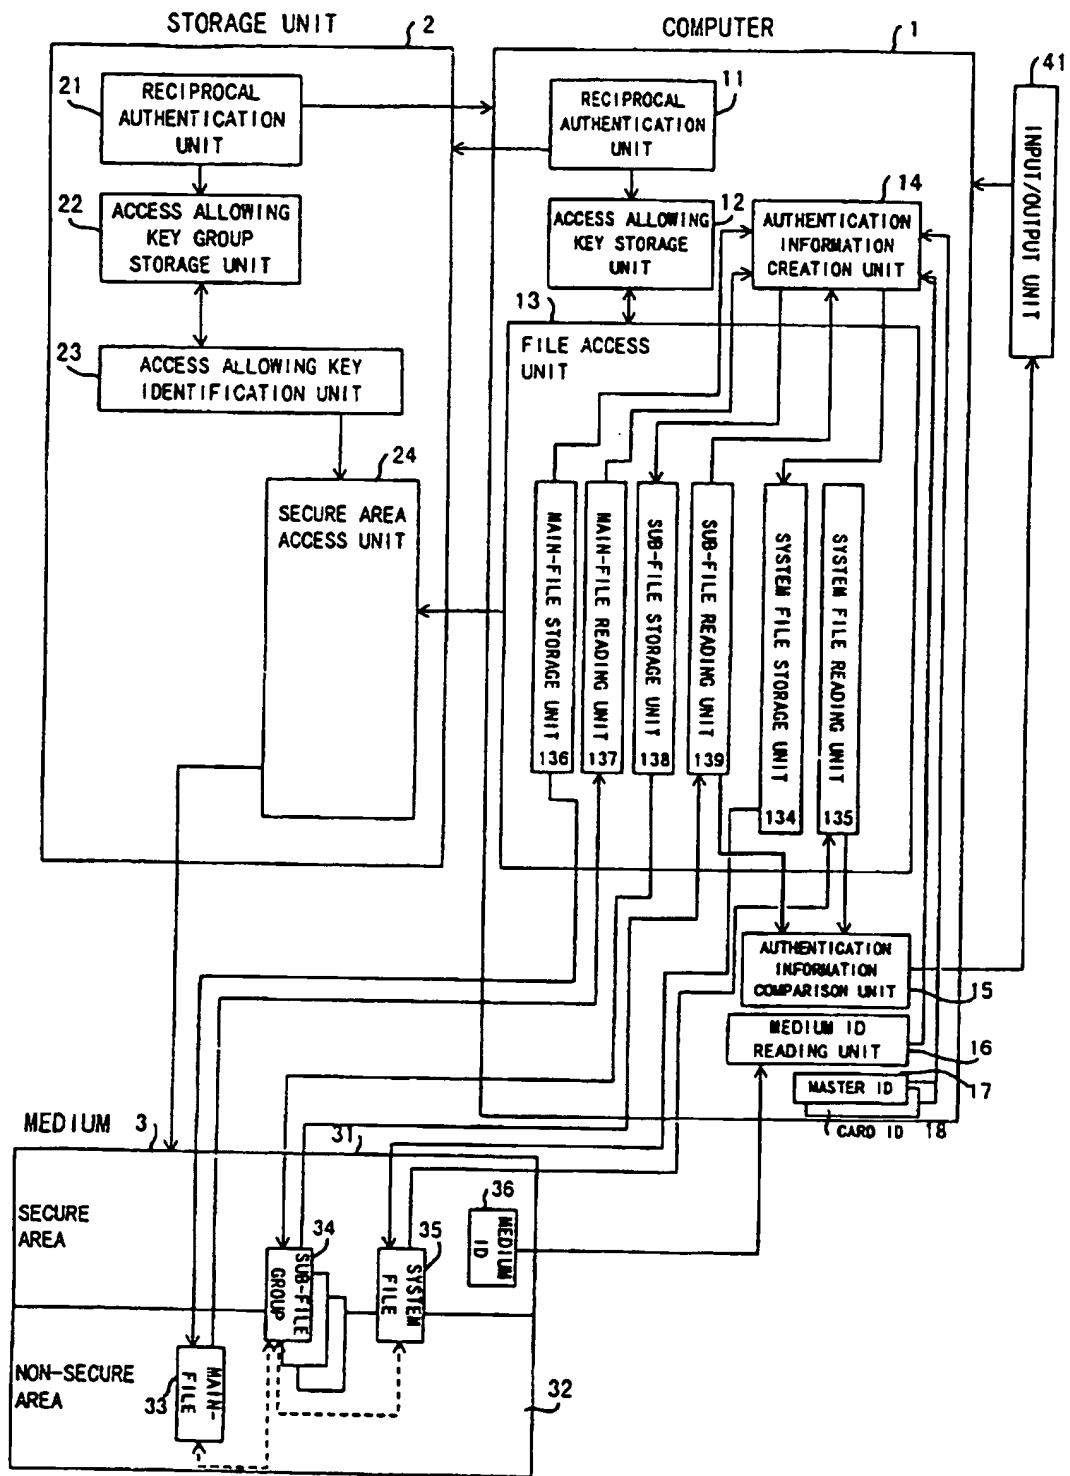 STORAGE UNIT
2
COMPUTER
1
41
INPUT/OUTPUT UNIT
21
RECIPROCAL
AUTHENTICATION
UNIT
11
RECIPROCAL
AUTHENTICATION
UNIT
22
ACCESS ALLOWING
KEY GROUP
STORAGE UNIT
12
ACCESS ALLOWING
KEY STORAGE
UNIT
14
AUTHENTICATION
INFORMATION
CREATION UNIT
23
ACCESS ALLOWING KEY
IDENTIFICATION UNIT
13
FILE ACCESS
UNIT
24
SECURE AREA
ACCESS UNIT
MAIN-FILE STORAGE UNIT
136
MAIN-FILE READING UNIT
137
SUB-FILE STORAGE UNIT
138
SUB-FILE READING UNIT
139
SYSTEM FILE STORAGE UNIT
134
SYSTEM FILE READING UNIT
135
AUTHENTICATION
INFORMATION
COMPARISON UNIT
15
MEDIUM ID
READING UNIT
16
MASTER ID
17
CARD ID
18
MEDIUM
3
31
SECURE
AREA
34
SUB-FILE
GROUP
35
SYSTEM
FILE
36
MEDIUM
ID
NON-SECURE
AREA
33
MAIN-
FILE
32